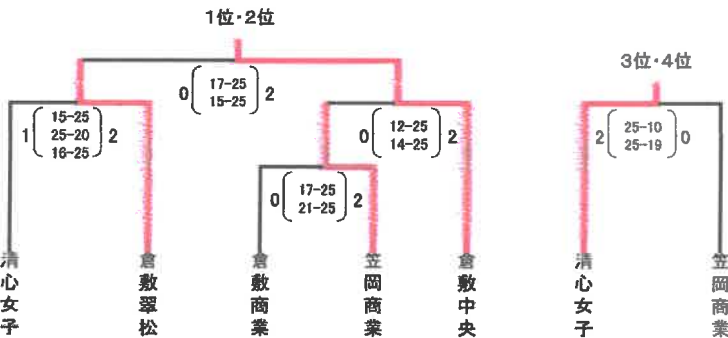 1位・2位
3位・4位
0 17-25 2
15-25
15-25
1 25-20 2
16-25
0 12-25 2
14-25
2 25-10 0
25-19
0 17-25 2
21-25
清心女子
倉敷翠松
倉敷商業
笠岡商業
倉敷中央
清心女子
笠岡商業